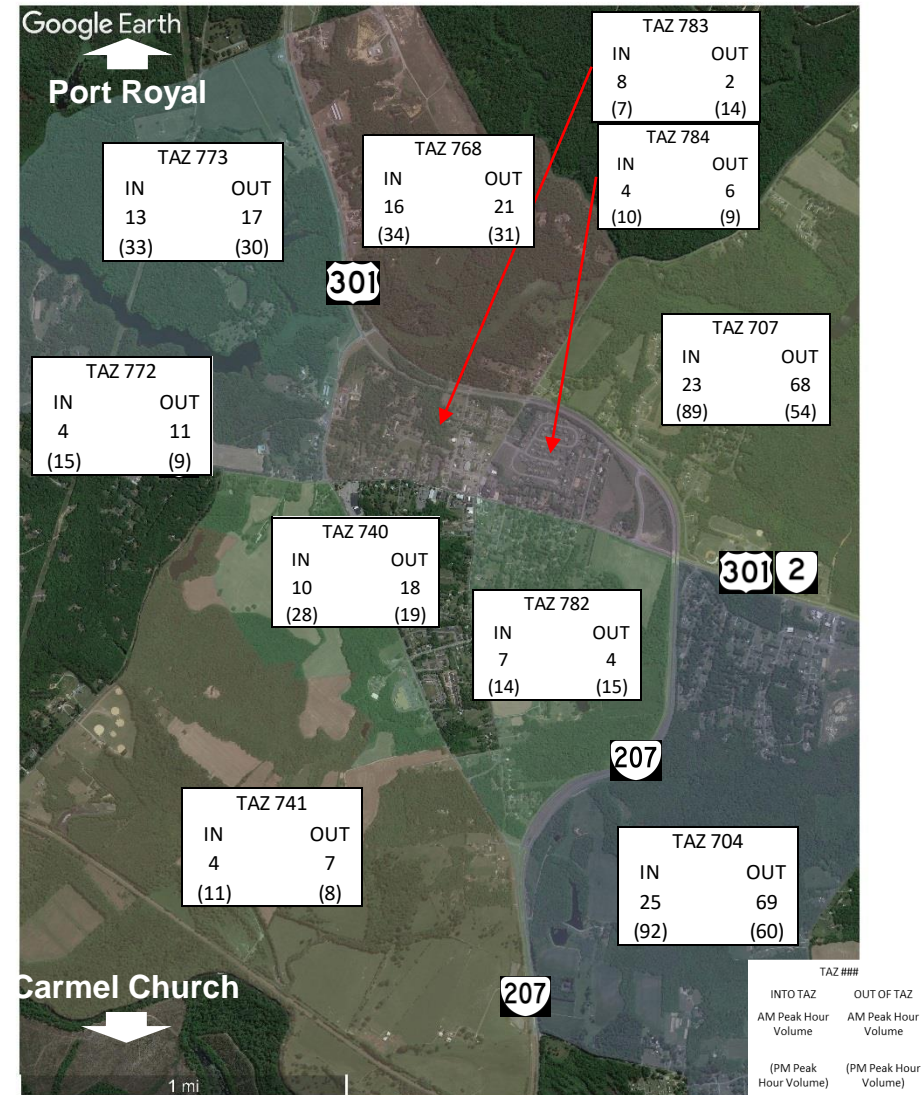 Google Earth
Port Royal
TAZ 783
IN OUT
8 2
(7) (14)
TAZ 784
IN OUT
4 6
(10) (9)
TAZ 773
IN OUT
13 17
(33) (30)
TAZ 768
IN OUT
16 21
(34) (31)
301
TAZ 707
IN OUT
23 68
(89) (54)
TAZ 772
IN OUT
4 11
(15) (9)
TAZ 740
IN OUT
10 18
(28) (19)
301 2
TAZ 782
IN OUT
7 4
(14) (15)
207
TAZ 741
IN OUT
4 7
(11) (8)
TAZ 704
IN OUT
25 69
(92) (60)
Carmel Church
207
1 mi
TAZ ###
INTO TAZ OUT OF TAZ
AM Peak Hour AM Peak Hour
Volume Volume
(PM Peak (PM Peak Hour
Hour Volume) Volume)